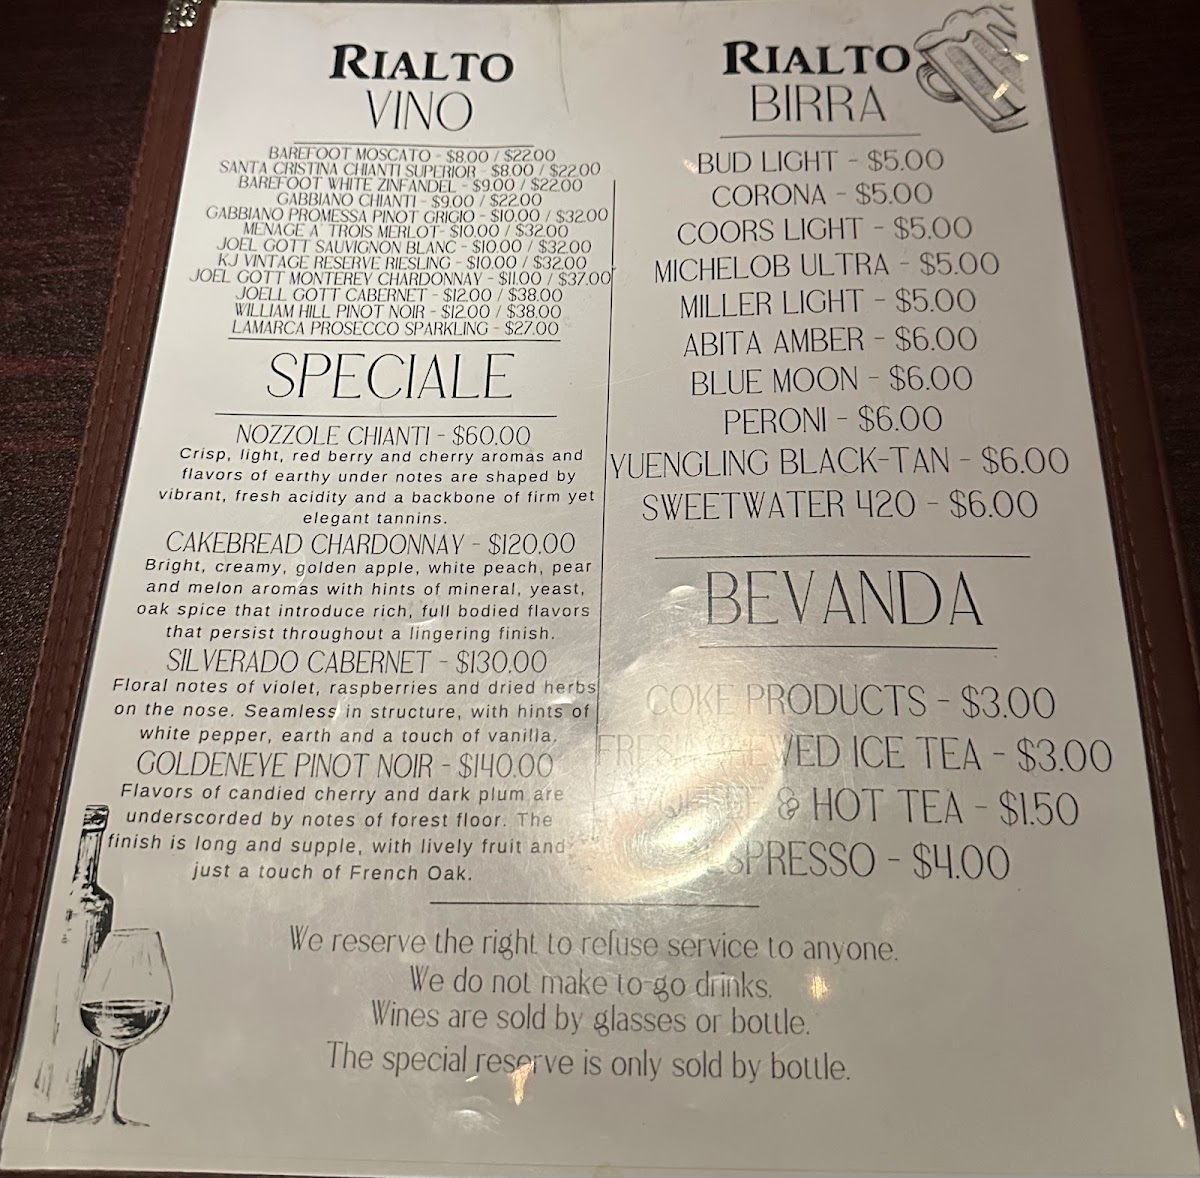 RIALTO
VINO
BAREFOOT MOSCATO - $8.00 / $22.00
SANTA CRISTINA CHIANTI SUPERIOR - $8.00 / $22.00
BAREFOOT WHITE ZINFANDEL - $9.00 / $22.00
GABBIANO CHIANTI - $9.00 / $22.00
GABBIANO PROMESSA PINOT GRIGIO - $10.00 / $32.00
MENAGE A' TROIS MERLOT- $10.00 / $32.00
JOEL GOTT SAUVIGNON BLANC - $10.00 / $32.00
KJ VINTAGE RESERVE RIESLING - $10.00 / $32.00
JOEL GOTT MONTEREY CHARDONNAY - $11.00 / $37.00
JOELL GOTT CABERNET - $12.00 / $38.00
WILLIAM HILL PINOT NOIR - $12.00 / $38.00
LAMARCA PROSECCO SPARKLING - $27.00
SPECIALE
NOZZOLE CHIANTI - $60.00
Crisp, light, red berry and cherry aromas and
flavors of earthy under notes are shaped by
vibrant, fresh acidity and a backbone of firm yet
elegant tannins.
CAKEBREAD CHARDONNAY - $120.00
Bright, creamy, golden apple, white peach, pear
and melon aromas with hints of mineral, yeast,
oak spice that introduce rich, full bodied flavors
that persist throughout a lingering finish.
SILVERADO CABERNET - $130.00
Floral notes of violet, raspberries and dried herbs
on the nose. Seamless in structure, with hints of
white pepper, earth and a touch of vanilla.
GOLDENEYE PINOT NOIR - $140.00
Flavors of candied cherry and dark plum are
underscorded by notes of forest floor. The
finish is long and supple, with lively fruit and
just a touch of French Oak.
RIALTO
BIRRA
BUD LIGHT - $5.00
CORONA - $5.00
COORS LIGHT - $5.00
MICHELOB ULTRA - $5.00
MILLER LIGHT - $5.00
ABITA AMBER - $6.00
BLUE MOON - $6.00
PERONI - $6.00
YUENGLING BLACK-TAN - $6.00
SWEETWATER 420 - $6.00
BEVANDA
COKE PRODUCTS - $3.00
ICE TEA - $3.00
& HOT TEA - $1.50
ESPRESSO - $4.00
We reserve the right to refuse service to anyone.
We do not make to-go drinks.
Wines are sold by glasses or bottle.
The special reserve is only sold by bottle.